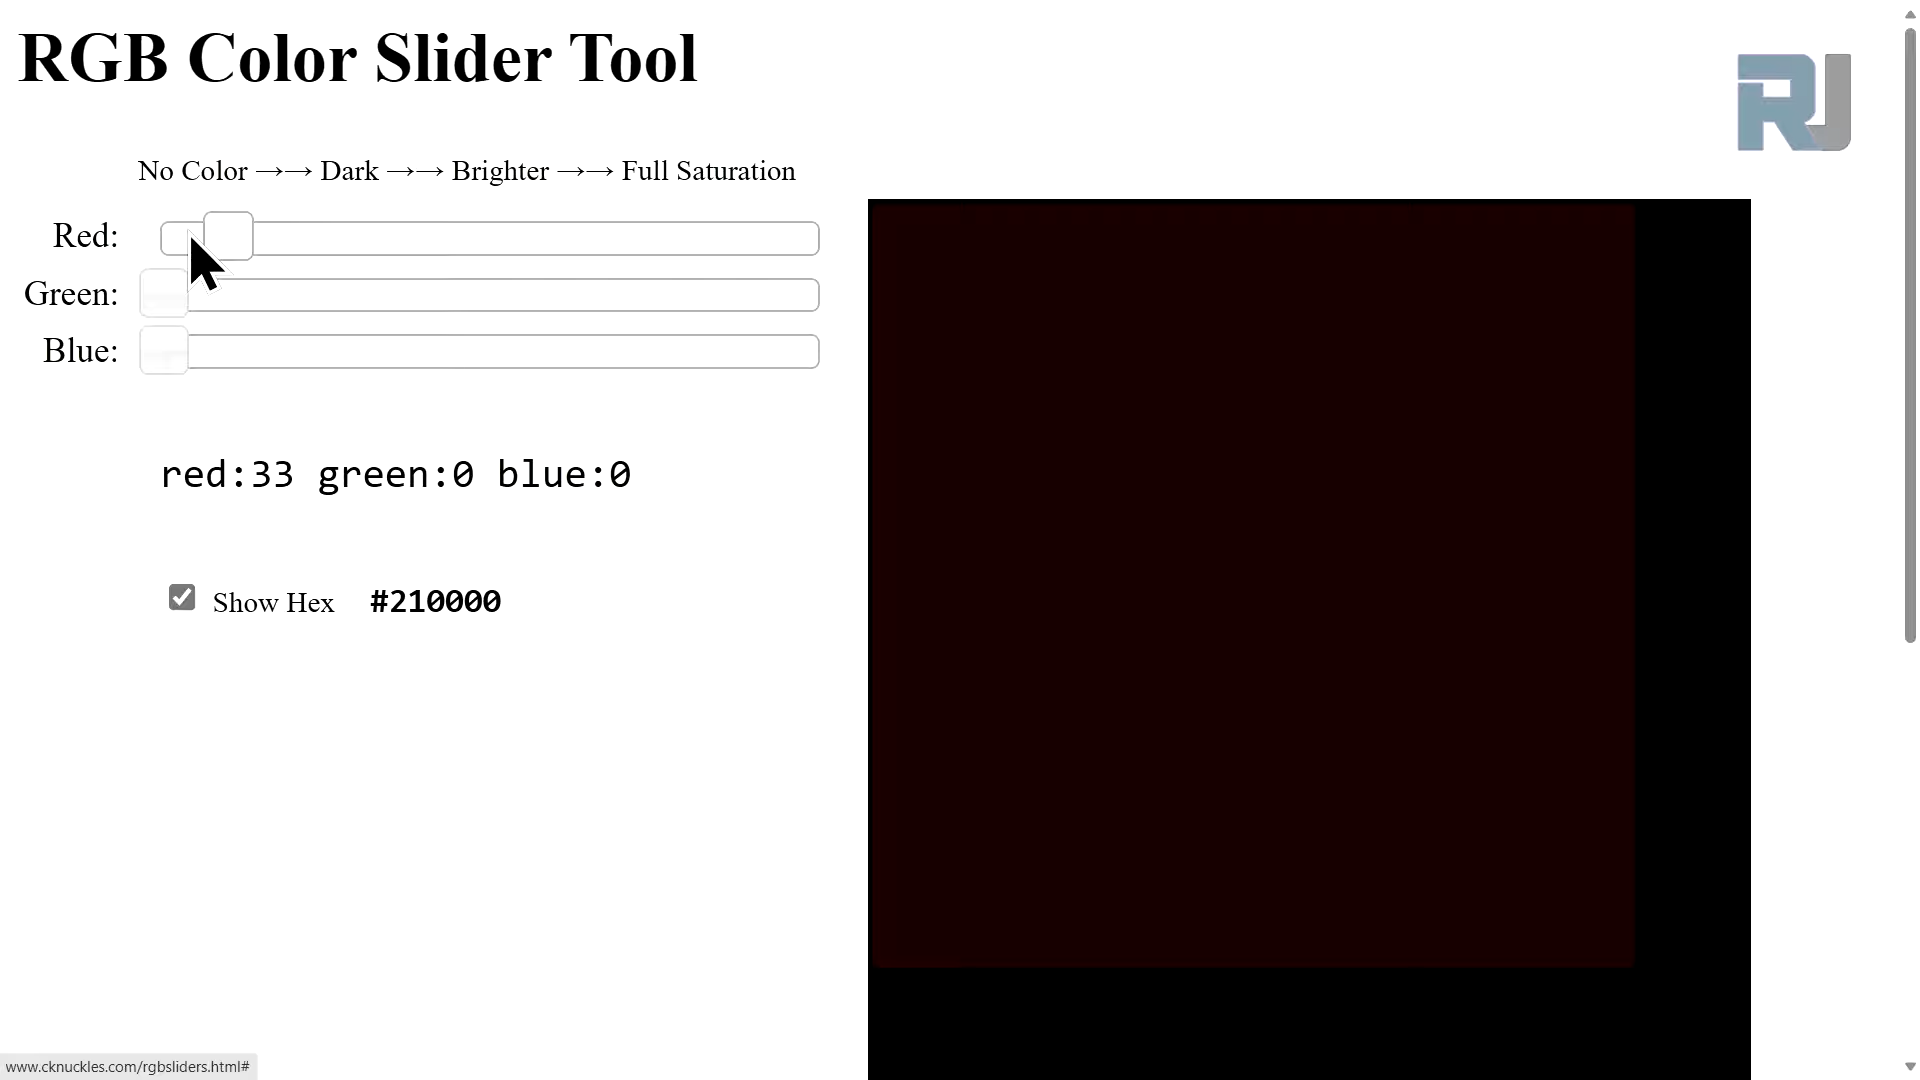 RGB Color Slider Tool
RJ
No Color →→ Dark →→ Brighter →→ Full Saturation
Red:
Green:
Blue:
red:33 green:0 blue:0
Show Hex #210000
www.cknuckles.com/rgbsliders.html#